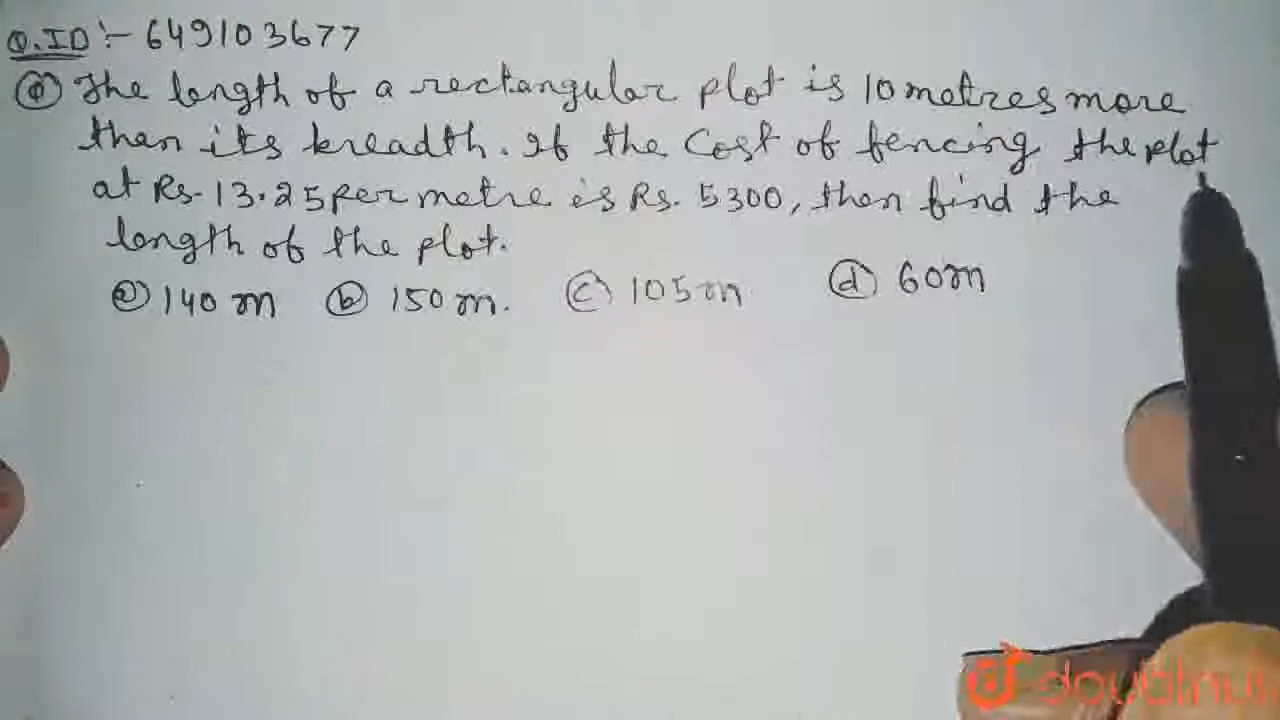 Q.ID :- 649103677
Q The length of a rectangular plot is 10 metres more
than its breadth. If the cost of fencing the plot
at Rs. 13.25 per metre is Rs. 5300, then find the
length of the plot.
a 140 m b 150 m. c 105 m d 60 m
doubtnut